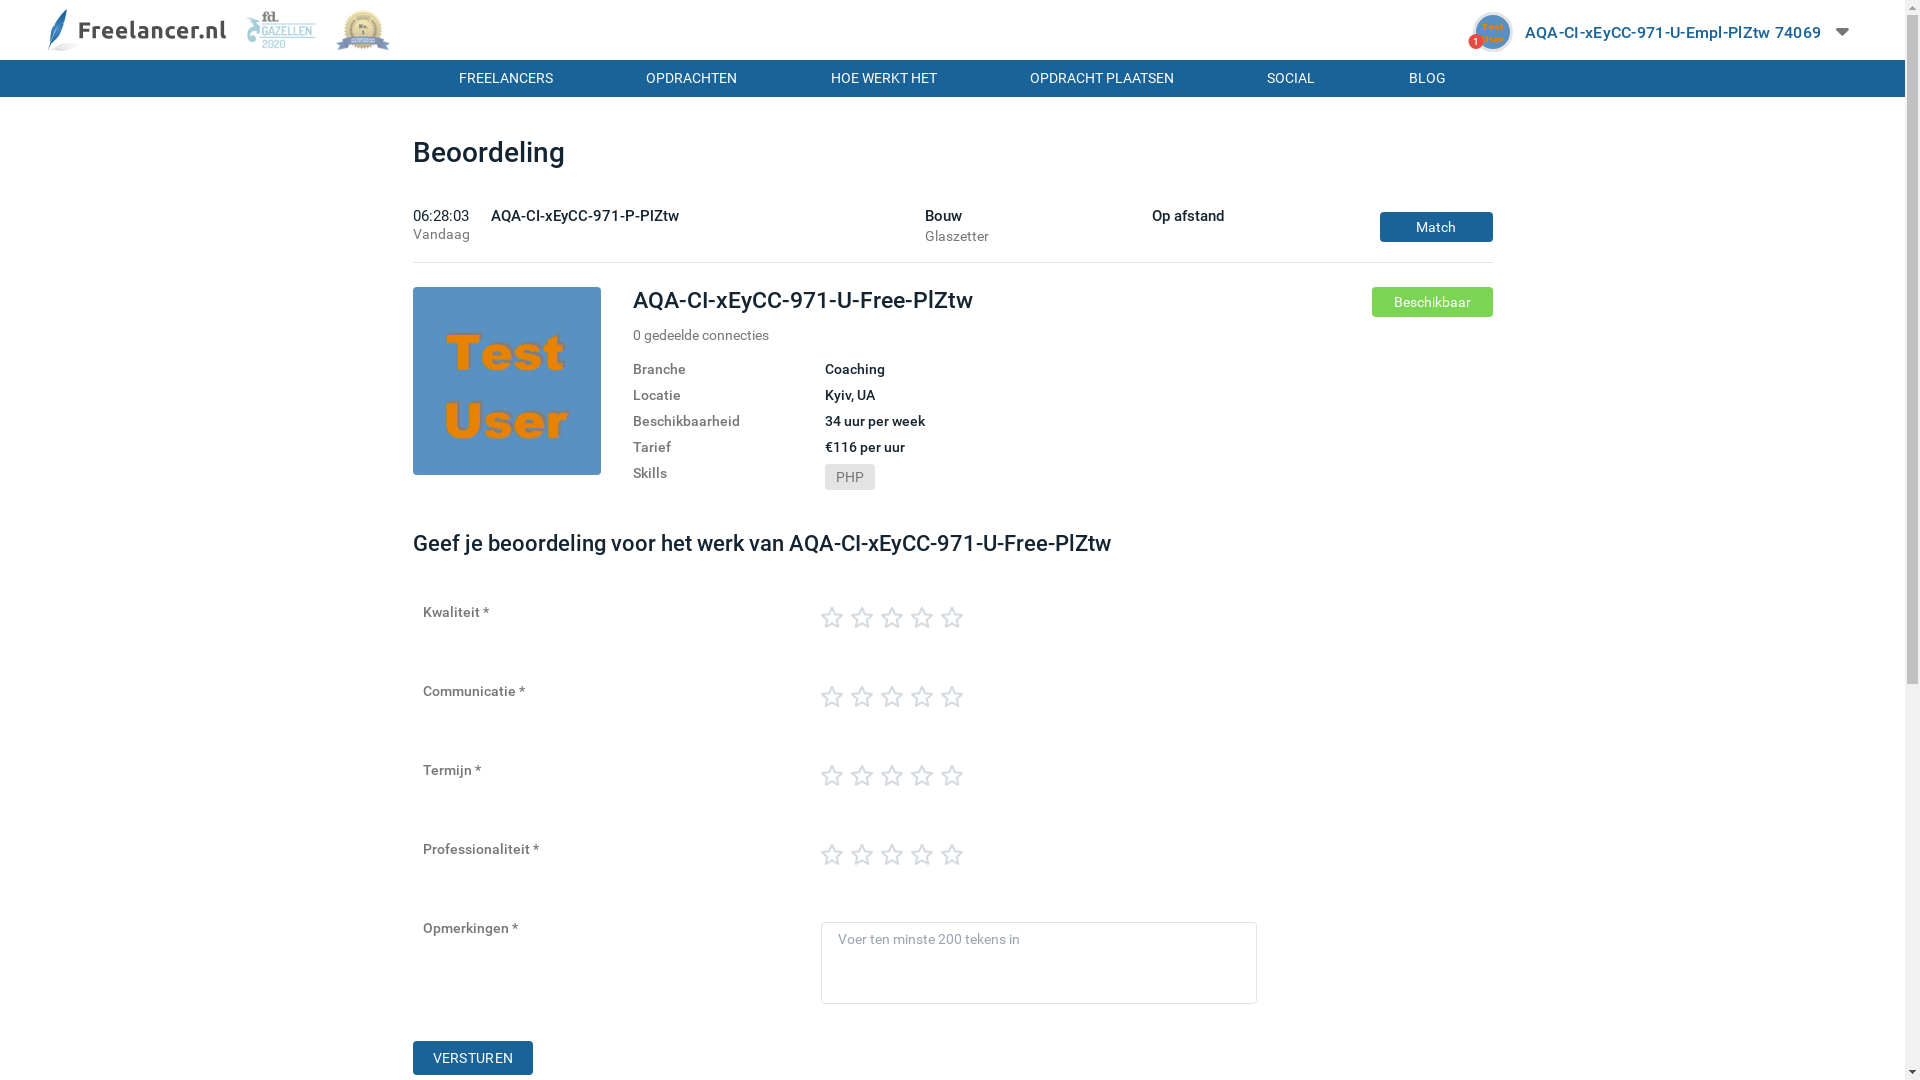 Freelancer.nl
fd.
GAZELLEN
2020
No.
1
Test
User
1
AQA-CI-xEyCC-971-U-Empl-PlZtw 74069
FREELANCERS
OPDRACHTEN
HOE WERKT HET
OPDRACHT PLAATSEN
SOCIAL
BLOG
Beoordeling
06:28:03
Vandaag
AQA-CI-xEyCC-971-P-PlZtw
Bouw
Glaszetter
Op afstand
Match
Test
User
AQA-CI-xEyCC-971-U-Free-PlZtw
Beschikbaar
0 gedeelde connecties
Branche Coaching
Locatie Kyiv, UA
Beschikbaarheid 34 uur per week
Tarief €116 per uur
Skills PHP
Geef je beoordeling voor het werk van AQA-CI-xEyCC-971-U-Free-PlZtw
Kwaliteit *
Communicatie *
Termijn *
Professionaliteit *
Opmerkingen *
Voer ten minste 200 tekens in
VERSTUREN